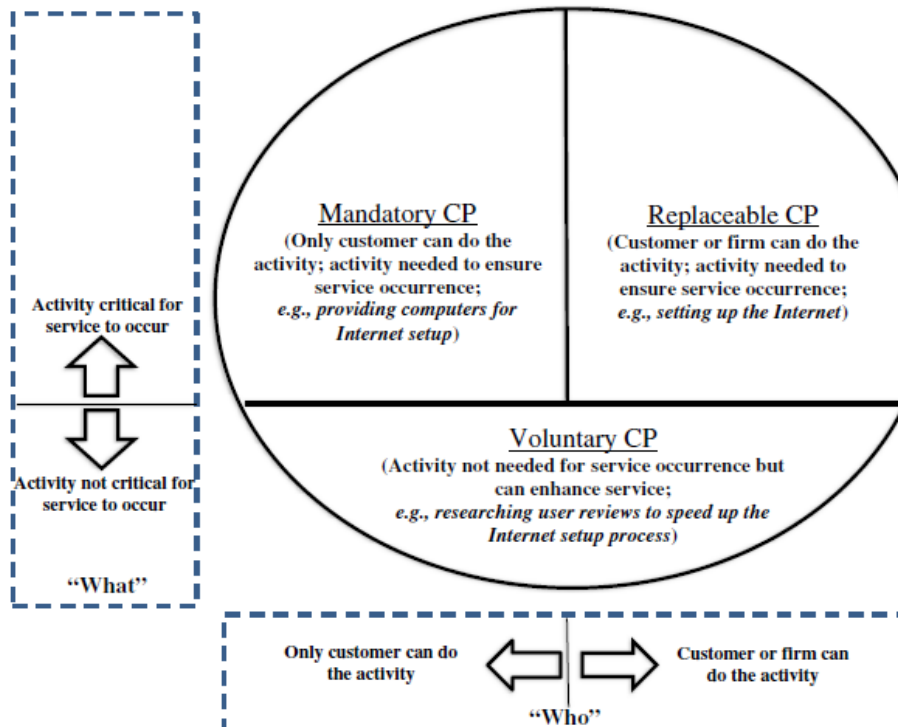 Mandatory CP
(Only customer can do the
activity; activity needed to ensure
service occurrence;
e.g., providing computers for
Internet setup)
Replaceable CP
(Customer or firm can do the
activity; activity needed to
ensure service occurrence;
e.g., setting up the Internet)
Activity critical for
service to occur
Activity not critical for
service to occur
“What”
Voluntary CP
(Activity not needed for service occurrence but
can enhance service;
e.g., researching user reviews to speed up the
Internet setup process)
Only customer can do
the activity
Customer or firm can
do the activity
“Who”